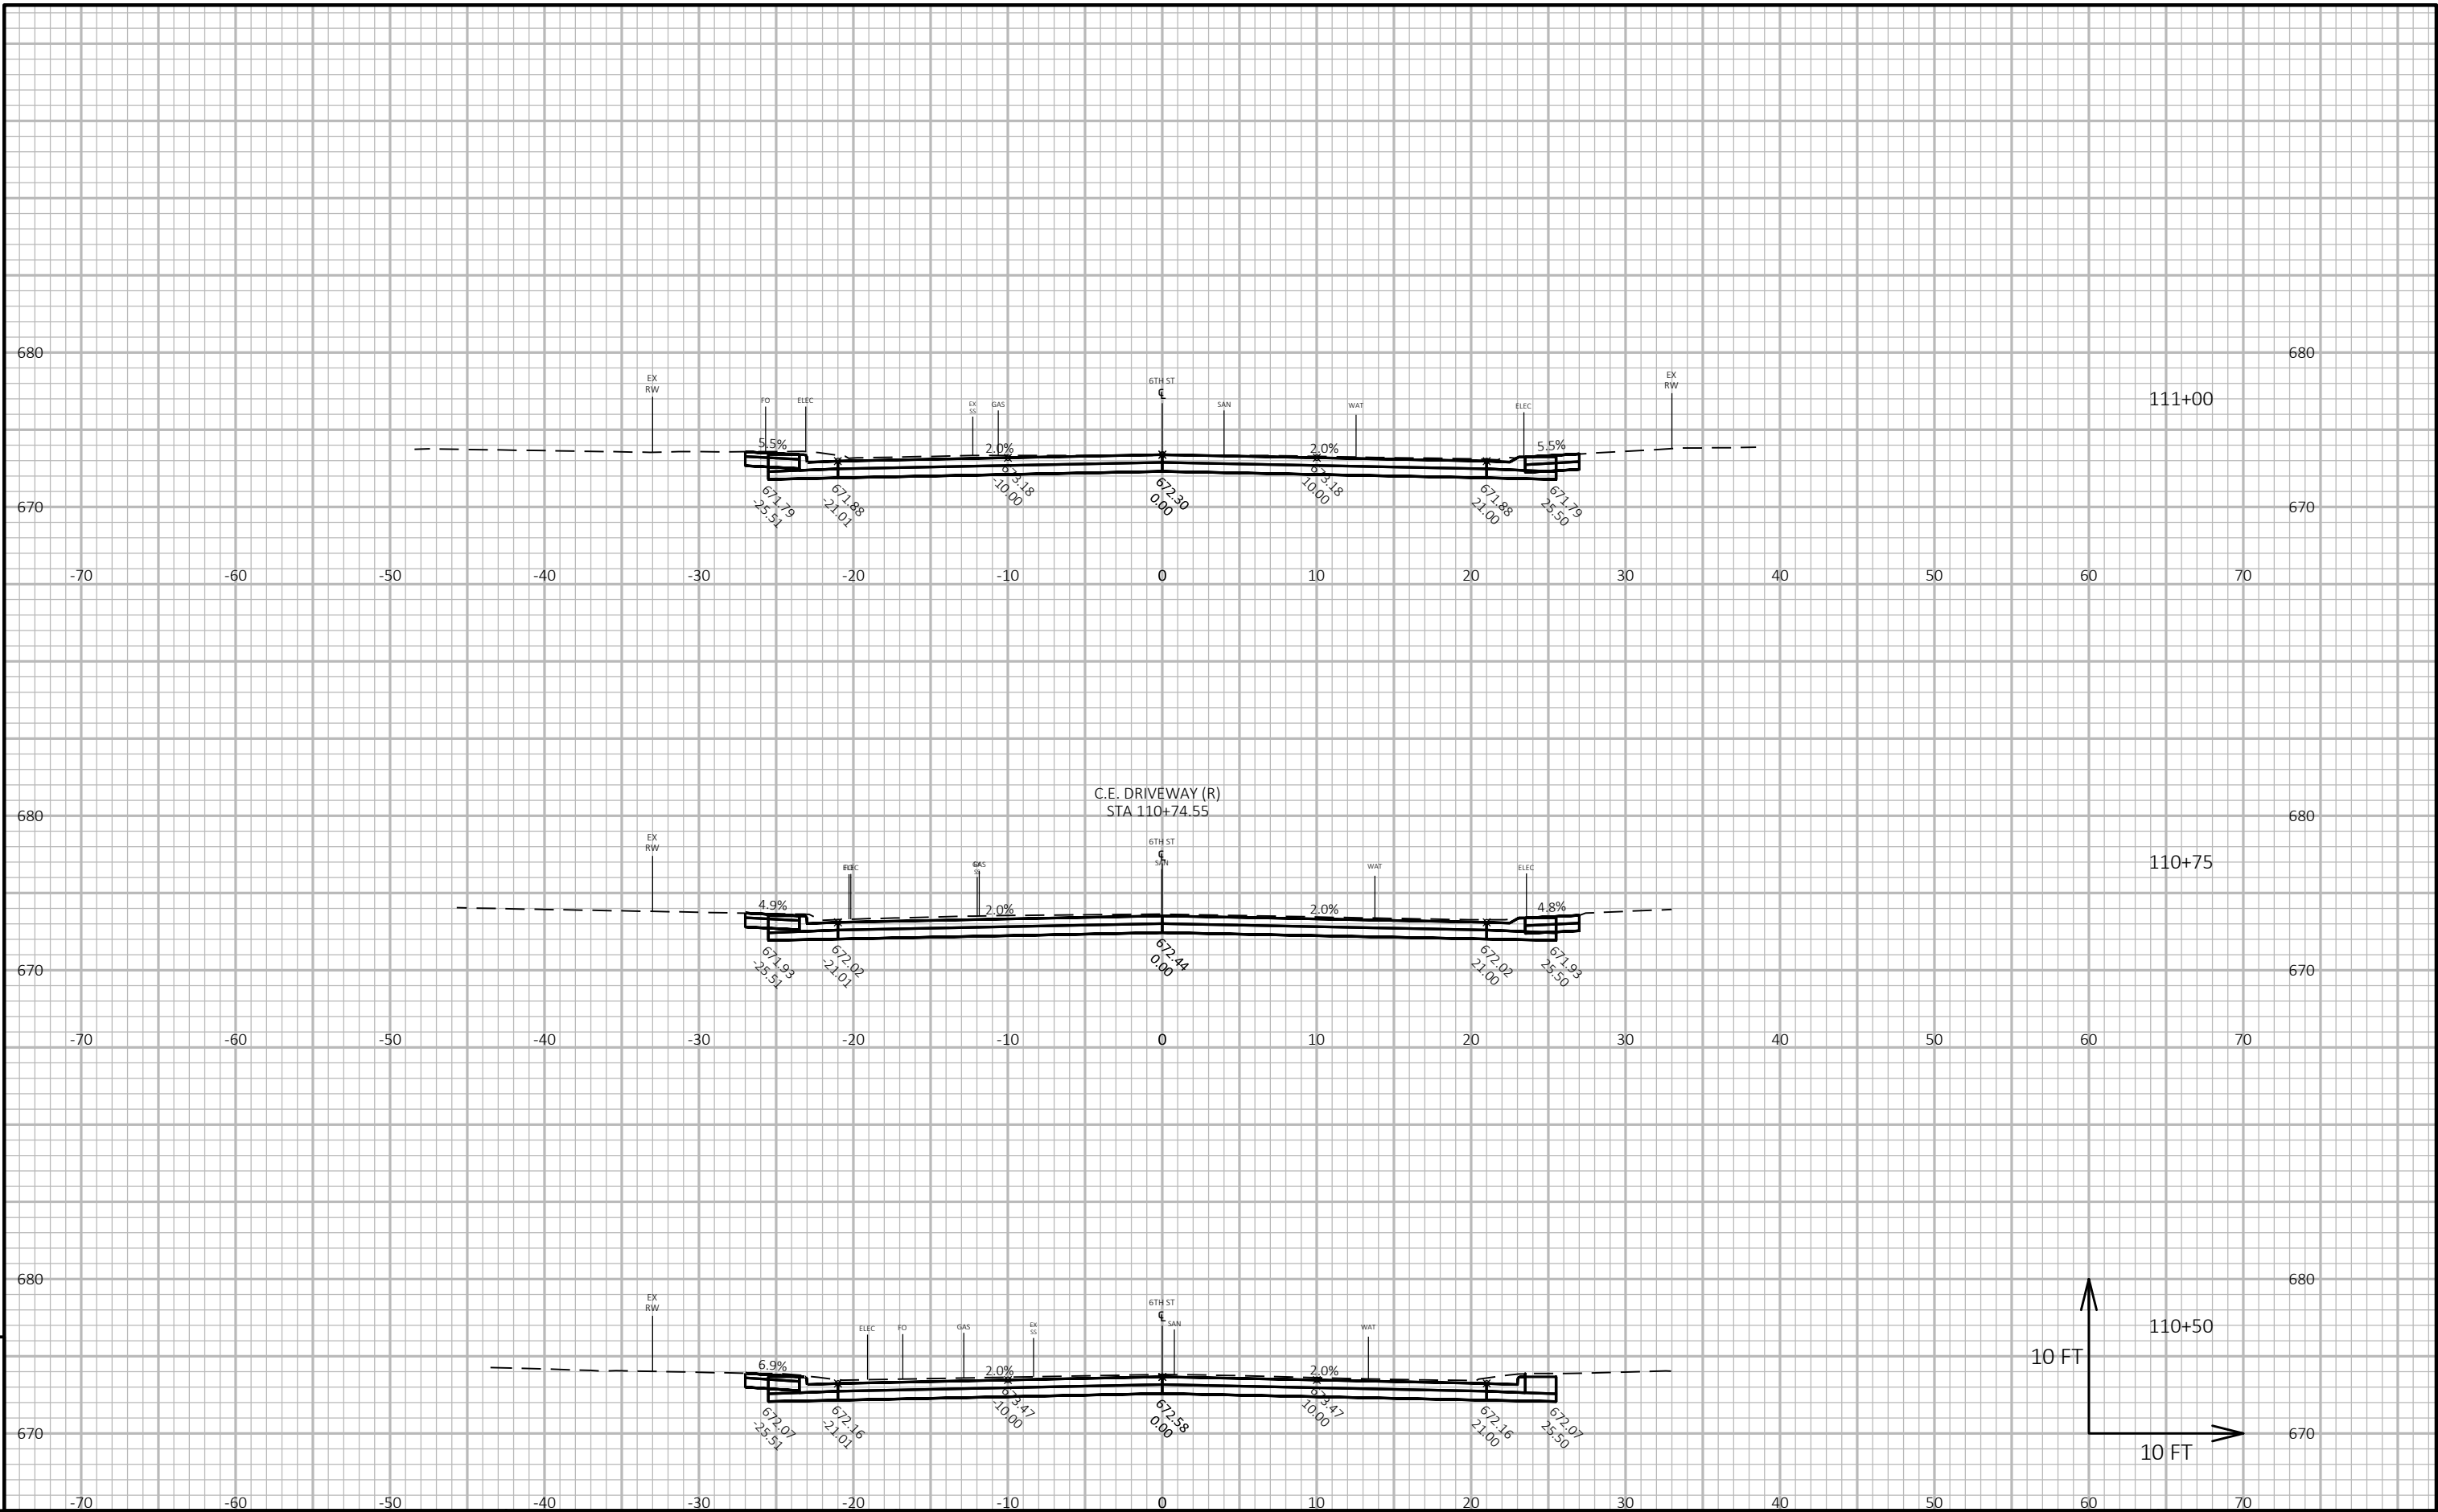 680 680
111+00
EX
RW
FO
ELEC
EX
SS
GAS
6TH ST
℄
SAN
WAT
ELEC
EX
RW
5.5%
2.0%
2.0%
5.5%
671.79
-25.51
671.88
-21.01
673.18
-10.00
672.30
0.00
673.18
10.00
671.88
21.00
671.79
25.50
670 670
-70 -60 -50 -40 -30 -20 -10 0 10 20 30 40 50 60 70
C.E. DRIVEWAY (R)
STA 110+74.55
680 680
110+75
EX
RW
ELEC
GAS
SS
6TH ST
℄
SAN
WAT
ELEC
4.9%
2.0%
2.0%
4.8%
671.93
-25.51
672.02
-21.01
672.44
0.00
672.02
21.00
671.93
25.50
670 670
-70 -60 -50 -40 -30 -20 -10 0 10 20 30 40 50 60 70
680 680
110+50
EX
RW
ELEC
FO
GAS
EX
SS
6TH ST
℄
SAN
WAT
6.9%
2.0%
2.0%
672.07
-25.51
672.16
-21.01
673.47
-10.00
672.58
0.00
673.47
10.00
672.16
21.00
672.07
25.50
10 FT
10 FT
670 670
-70 -60 -50 -40 -30 -20 -10 0 10 20 30 40 50 60 70